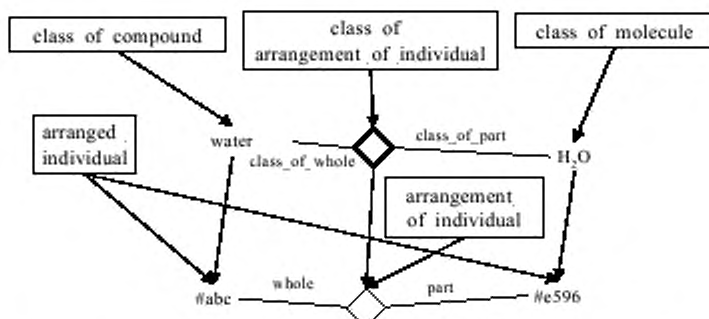 class of compound
class of
arrangement of individual
class of molecule
arranged
individual
water
class_of_whole
class_of_part
H₂O
arrangement
of individual
#abc
whole
part
#e596